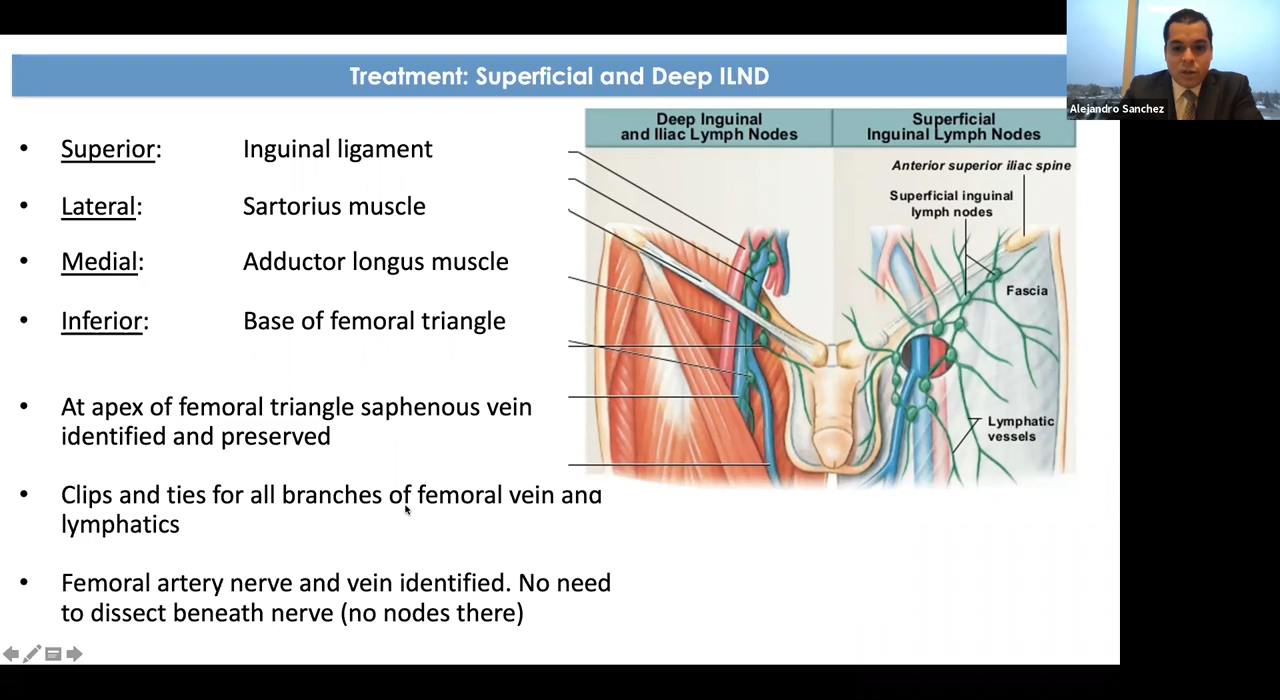 Treatment: Superficial and Deep ILND
Alejandro Sanchez
• Superior: Inguinal ligament
• Lateral: Sartorius muscle
• Medial: Adductor longus muscle
• Inferior: Base of femoral triangle
• At apex of femoral triangle saphenous vein
identified and preserved
• Clips and ties for all branches of femoral vein and
lymphatics
• Femoral artery nerve and vein identified. No need
to dissect beneath nerve (no nodes there)
Deep Inguinal
and Iliac Lymph Nodes
Superficial
Inguinal Lymph Nodes
Anterior superior iliac spine
Superficial inguinal
lymph nodes
Fascia
Lymphatic
vessels